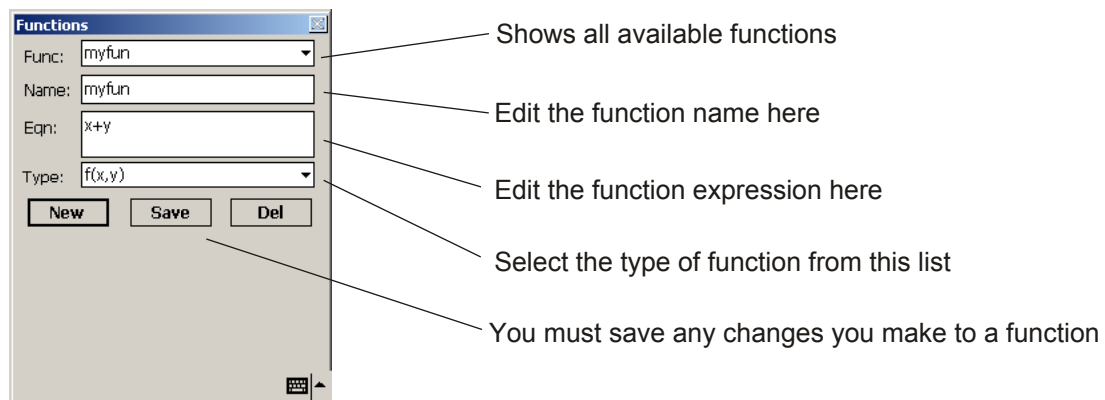 Functions
Func: myfun
Shows all available functions
Name: myfun
Edit the function name here
Eqn: x+y
Edit the function expression here
Type: f(x,y)
New Save Del
Select the type of function from this list
You must save any changes you make to a function